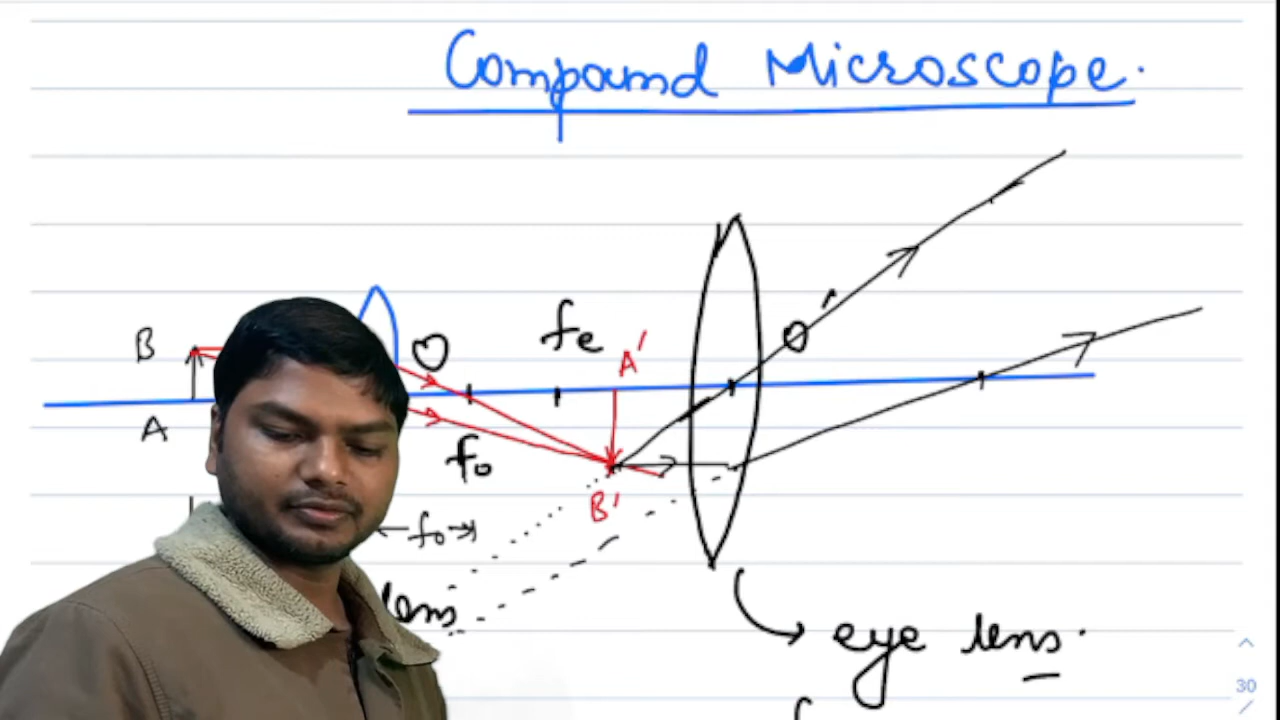 Compound Microscope.
B
O
fe
A'
O'
A
fo
B'
fo
lens
eye lens.
30